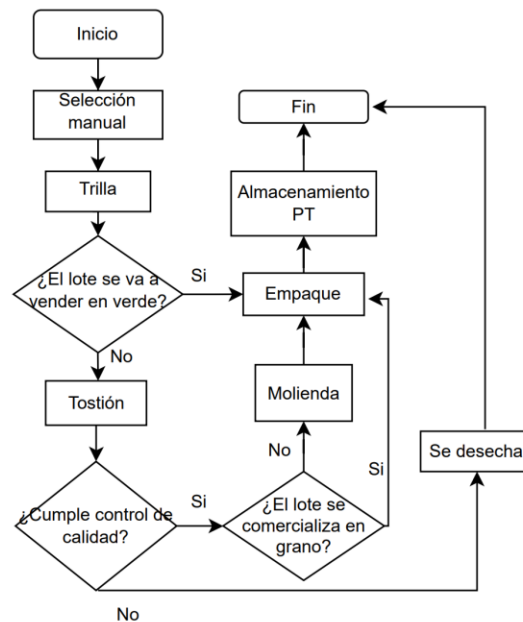 Inicio
Selección
manual
Trilla
¿El lote se va a
vender en verde?
Si
No
Tostión
¿Cumple control de
calidad?
Si
No
¿El lote se
comercializa en
grano?
No
Si
Molienda
Empaque
Almacenamiento
PT
Fin
Se desecha